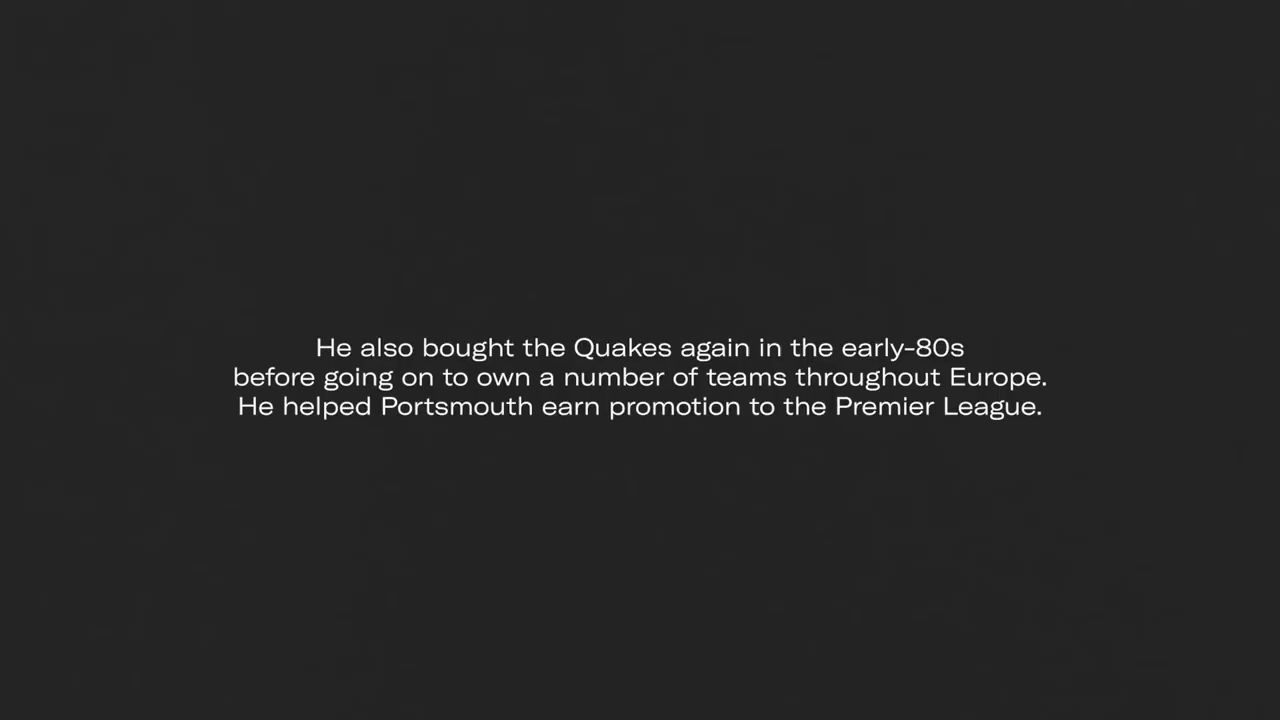 He also bought the Quakes again in the early-80s
before going on to own a number of teams throughout Europe.
He helped Portsmouth earn promotion to the Premier League.